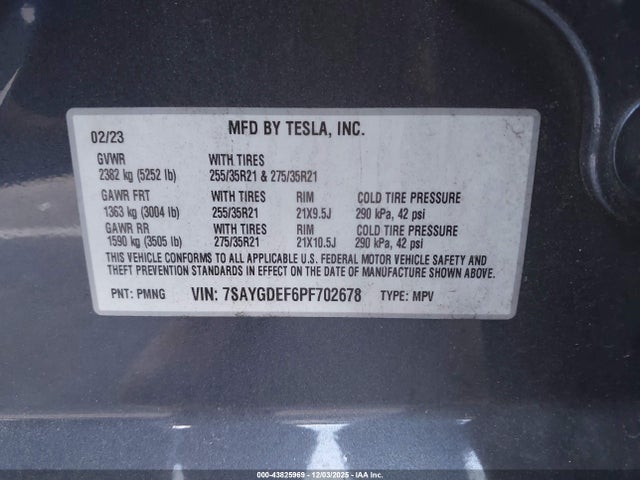 02/23 MFD BY TESLA, INC.
GVWR WITH TIRES
2382 kg (5252 lb) 255/35R21 & 275/35R21
GAWR FRT WITH TIRES RIM COLD TIRE PRESSURE
1363 kg (3004 lb) 255/35R21 21X9.5J 290 kPa, 42 psi
GAWR RR WITH TIRES RIM COLD TIRE PRESSURE
1590 kg (3505 lb) 275/35R21 21X10.5J 290 kPa, 42 psi
THIS VEHICLE CONFORMS TO ALL APPLICABLE U.S. FEDERAL MOTOR VEHICLE SAFETY AND
THEFT PREVENTION STANDARDS IN EFFECT ON THE DATE OF MANUFACTURE SHOWN ABOVE.
PNT: PMNG VIN: 7SAYGDEF6PF702678 TYPE: MPV
000-43825969 - 12/03/2025 - IAA Inc.